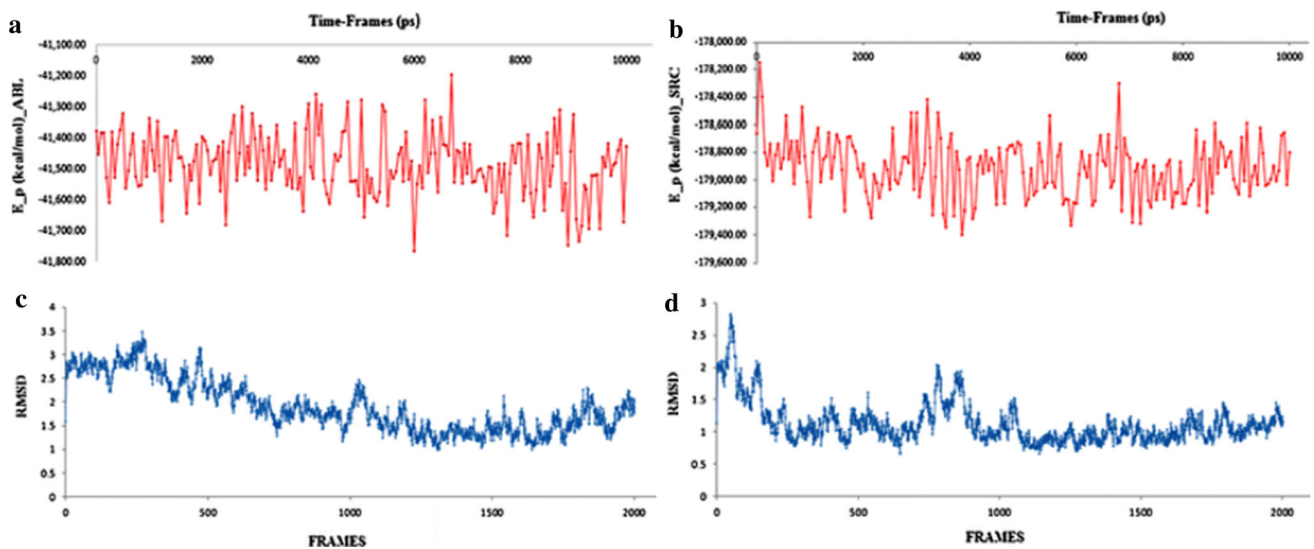 a
Time-Frames (ps)
E_p (kcal/mol)_ABL
-41,100.00
-41,200.00
-41,300.00
-41,400.00
-41,500.00
-41,600.00
-41,700.00
-41,800.00
0 2000 4000 6000 8000 10000
b
Time-Frames (ps)
E_p (kcal/mol)_SRC
-178,000.00
-178,200.00
-178,400.00
-178,600.00
-178,800.00
-179,000.00
-179,200.00
-179,400.00
-179,600.00
0 2000 4000 6000 8000 10000
c
RMSD
4
3.5
3
2.5
2
1.5
1
0.5
0
0 500 1000 1500 2000
FRAMES
d
RMSD
3
2.5
2
1.5
1
0.5
0
0 500 1000 1500 2000
FRAMES